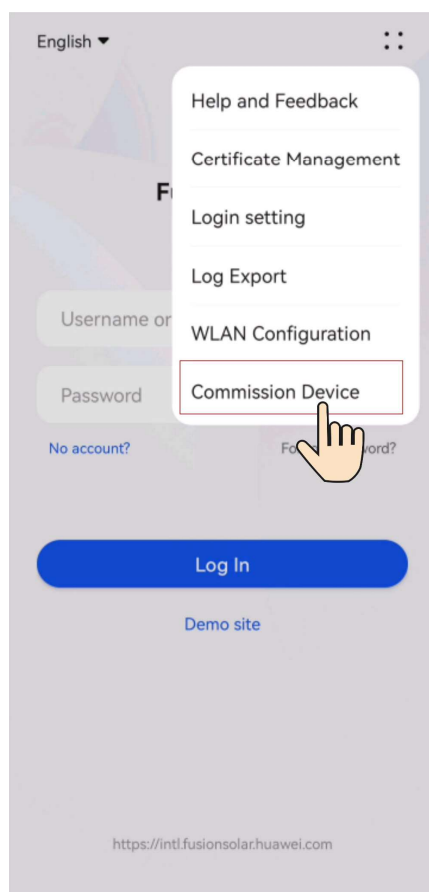 English
Help and Feedback
Certificate Management
Login setting
Log Export
Username or
WLAN Configuration
Password
Commission Device
No account?
Log In
Demo site
https://intl.fusionsolar.huawei.com